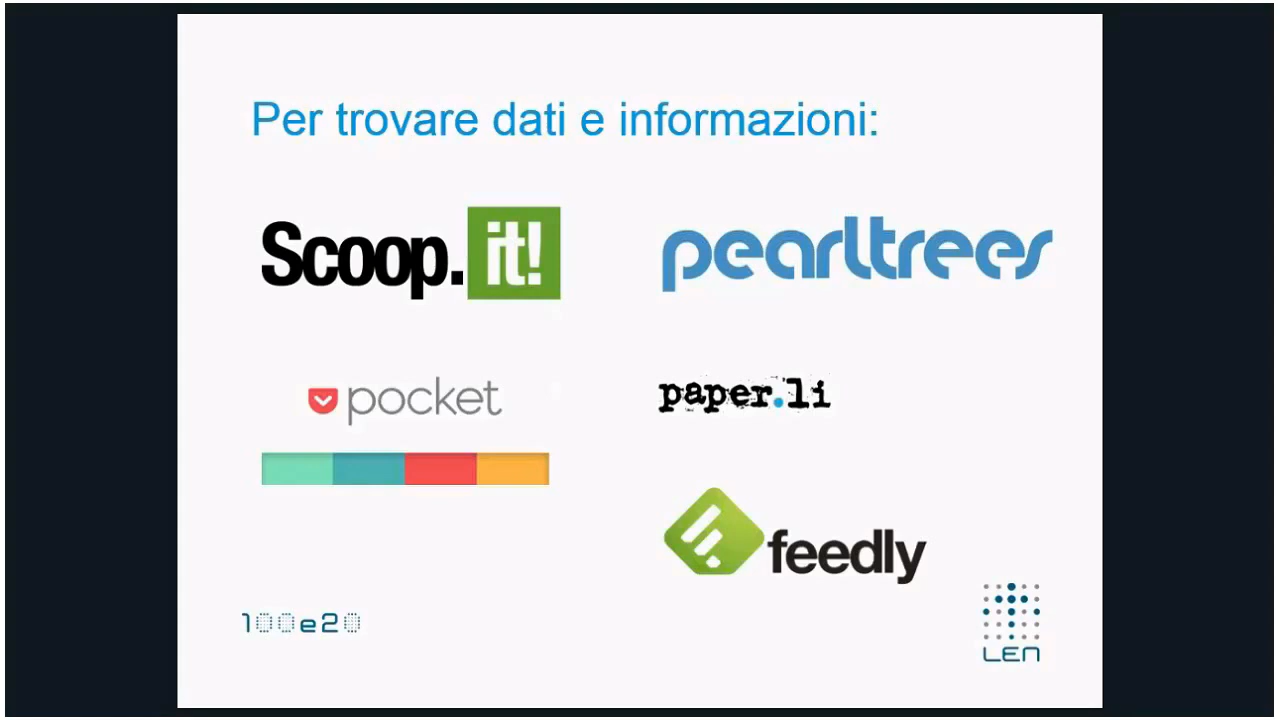 Per trovare dati e informazioni:
Scoop.it!
pearltrees
pocket
paper.li
feedly
100e20
LEN